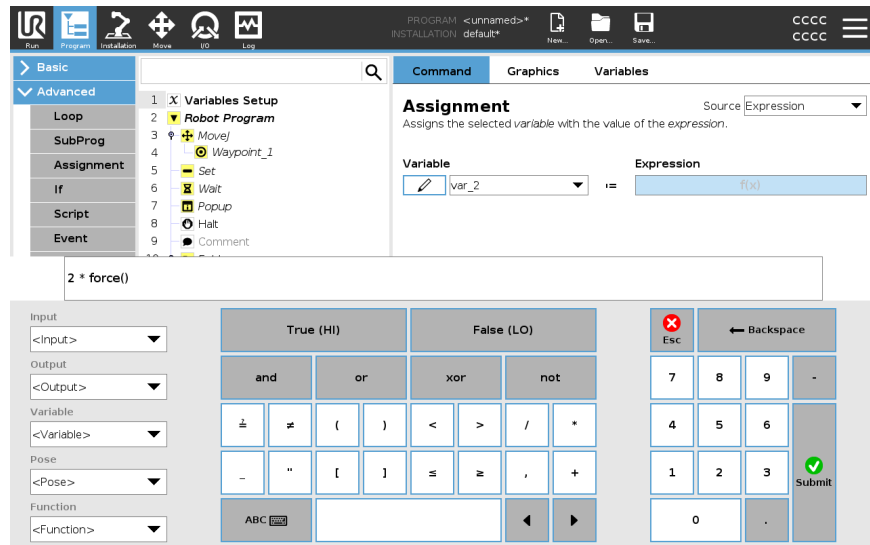 PROGRAM <unnamed>*
INSTALLATION default*
Run
Program
Installation
Move
I/O
Log
New...
Open...
Save...
CCCC
CCCC
Basic
Advanced
Loop
SubProg
Assignment
If
Script
Event
1 X Variables Setup
2 Robot Program
3 MoveJ
4 Waypoint_1
5 Set
6 Wait
7 Popup
8 Halt
9 Comment
Command Graphics Variables
Assignment
Source Expression
Assigns the selected variable with the value of the expression.
Variable Expression
var_2 := f(x)
2 * force()
Input
<Input>
Output
<Output>
Variable
<Variable>
Pose
<Pose>
Function
<Function>
True (HI) False (LO)
and or xor not
≟ ≠ ( ) < > / *
_ " [ ] ≤ ≥ , +
ABC
Esc Backspace
7 8 9 -
4 5 6
1 2 3 Submit
0 .